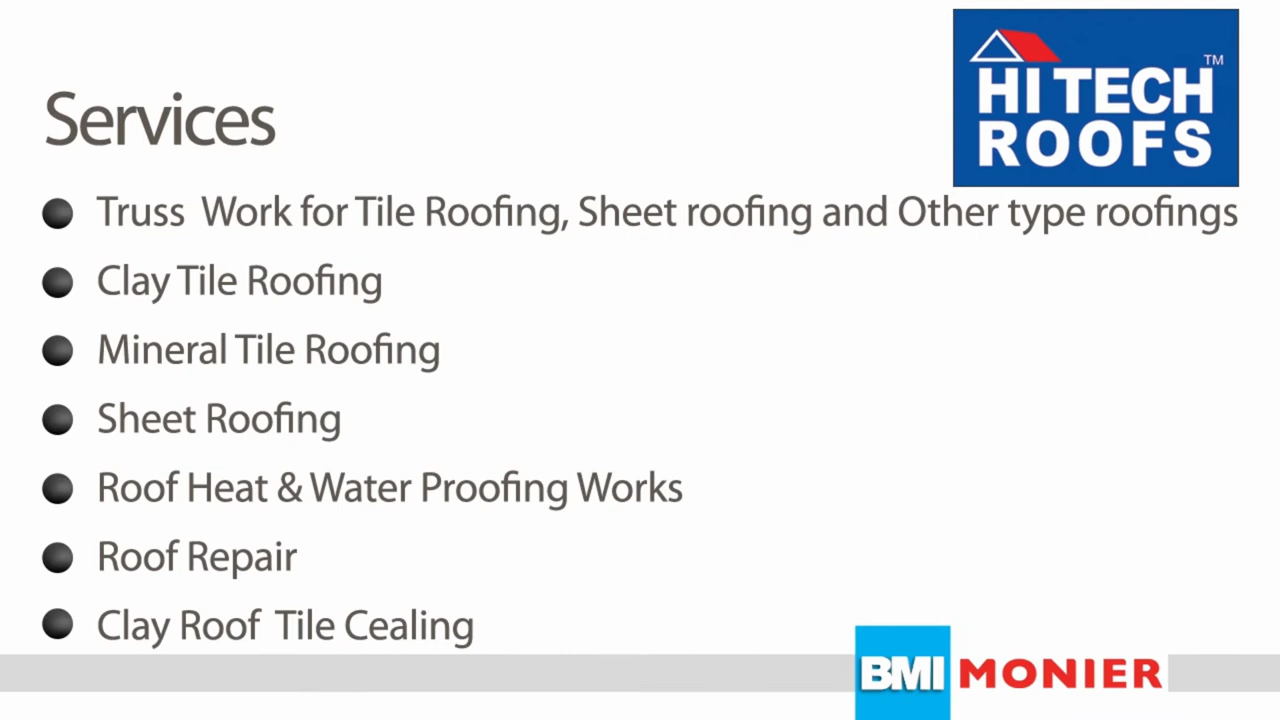 HI TECH ™
ROOFS
Services
Truss Work for Tile Roofing, Sheet roofing and Other type roofings
Clay Tile Roofing
Mineral Tile Roofing
Sheet Roofing
Roof Heat & Water Proofing Works
Roof Repair
Clay Roof Tile Cealing
BMI MONIER